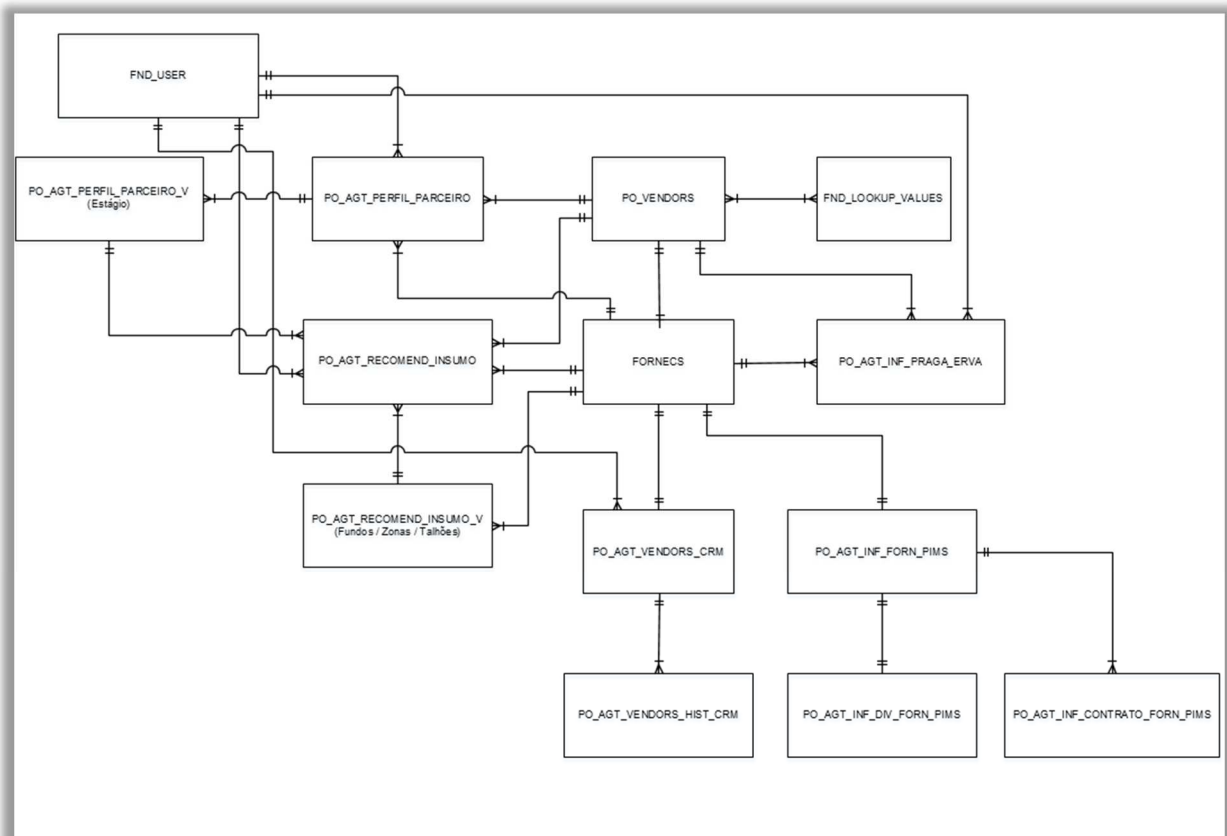 FND_USER
PO_AGT_PERFIL_PARCEIRO_V
(Estágio)
PO_AGT_PERFIL_PARCEIRO
PO_VENDORS
FND_LOOKUP_VALUES
PO_AGT_RECOMEND_INSUMO
FORNECS
PO_AGT_INF_PRAGA_ERVA
PO_AGT_RECOMEND_INSUMO_V
(Fundos / Zonas / Talhões)
PO_AGT_VENDORS_CRM
PO_AGT_INF_FORN_PIMS
PO_AGT_VENDORS_HIST_CRM
PO_AGT_INF_DIV_FORN_PIMS
PO_AGT_INF_CONTRATO_FORN_PIMS